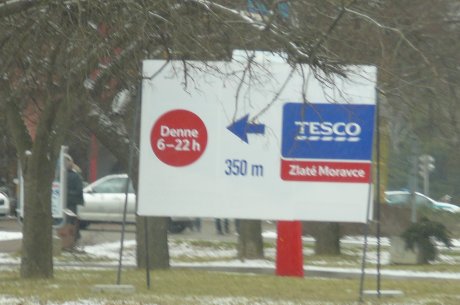 Denne
6-22 h
350 m
TESCO
Zlaté Moravce